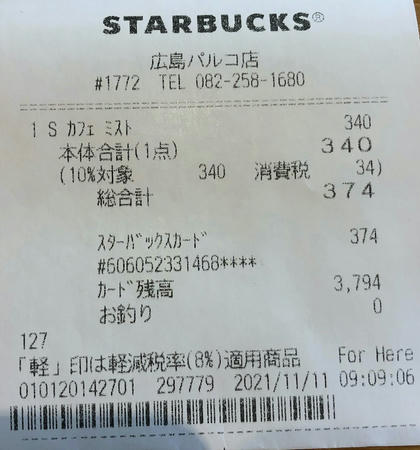 STARBUCKS®
広島パルコ店
#1772 TEL 082-258-1680
1 S ｶﾌｪ ﾐｽﾄ 340
本体合計(1点) 340
(10%対象 340 消費税 34)
総合計 374
ｽﾀｰﾊﾞｯｸｽｶｰﾄﾞ 374
#606052331468****
ｶｰﾄﾞ残高 3,794
お釣り 0
127
「軽」印は軽減税率(8%)適用商品 For Here
010120142701 297779 2021/11/11 09:09:06